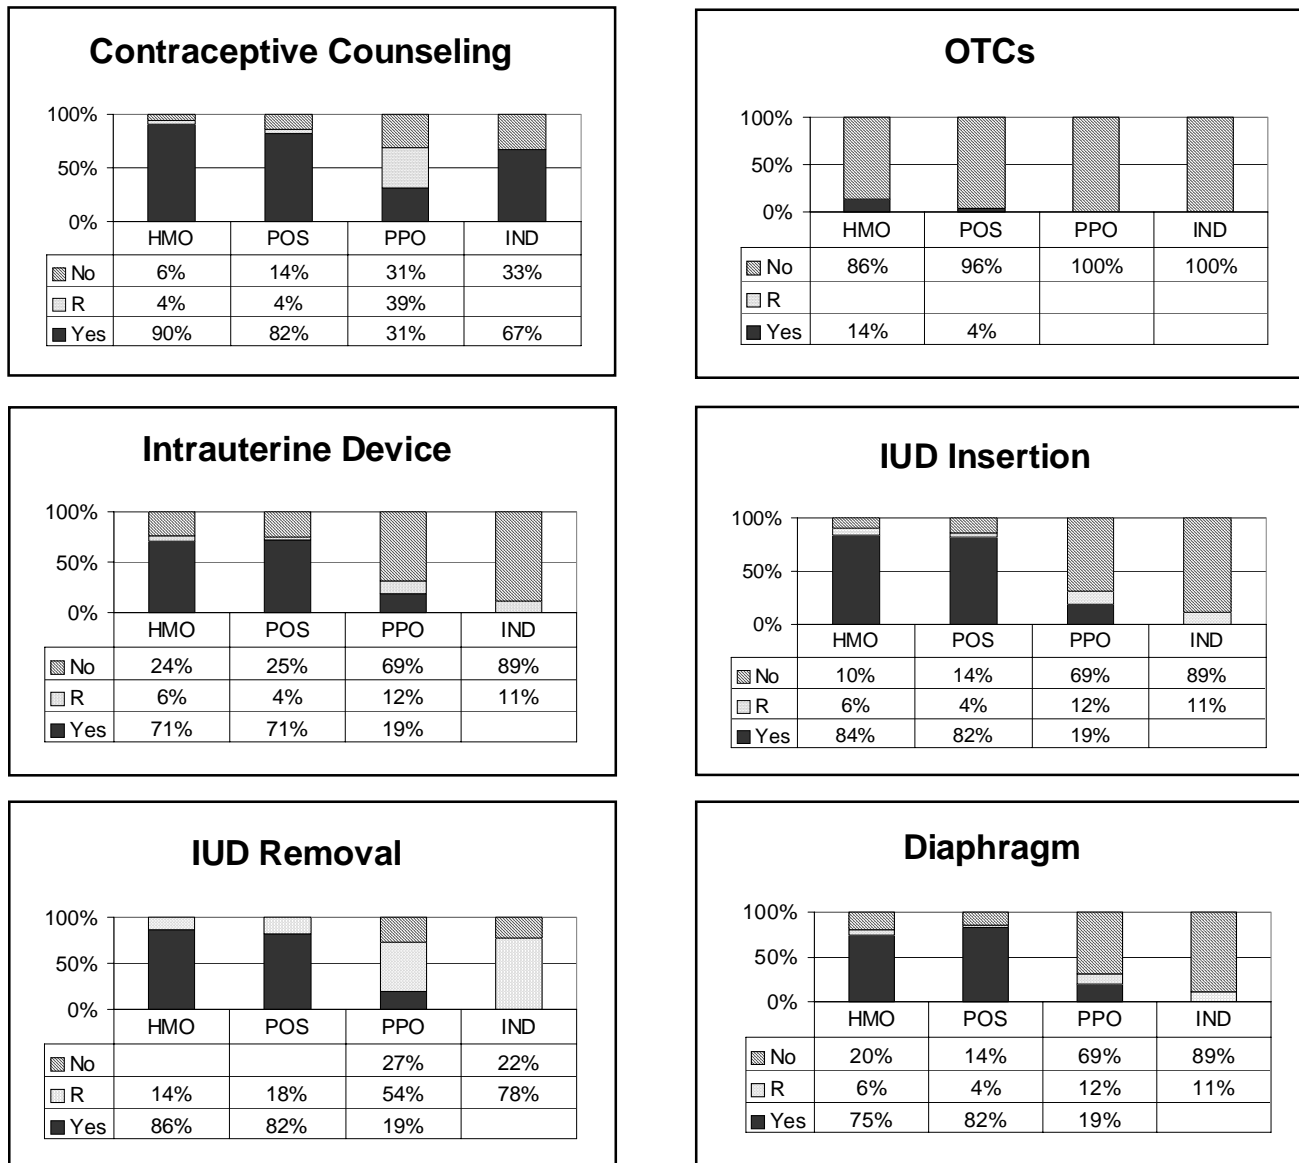 Contraceptive Counseling
100%
50%
0%
HMO POS PPO IND
No 6% 14% 31% 33%
R 4% 4% 39%
Yes 90% 82% 31% 67%
OTCs
100%
50%
0%
HMO POS PPO IND
No 86% 96% 100% 100%
R
Yes 14% 4%
Intrauterine Device
100%
50%
0%
HMO POS PPO IND
No 24% 25% 69% 89%
R 6% 4% 12% 11%
Yes 71% 71% 19%
IUD Insertion
100%
50%
0%
HMO POS PPO IND
No 10% 14% 69% 89%
R 6% 4% 12% 11%
Yes 84% 82% 19%
IUD Removal
100%
50%
0%
HMO POS PPO IND
No 27% 22%
R 14% 18% 54% 78%
Yes 86% 82% 19%
Diaphragm
100%
50%
0%
HMO POS PPO IND
No 20% 14% 69% 89%
R 6% 4% 12% 11%
Yes 75% 82% 19%